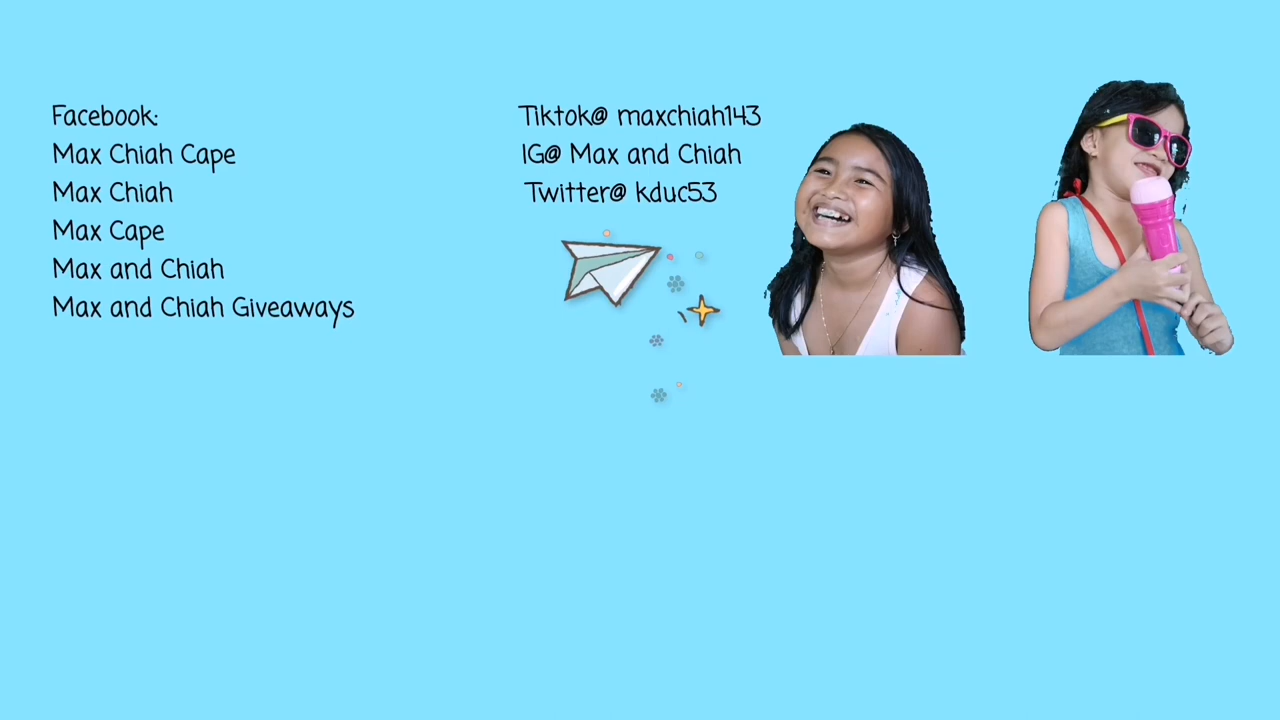 Facebook:
Max Chiah Cape
Max Chiah
Max Cape
Max and Chiah
Max and Chiah Giveaways
Tiktok@ maxchiah143
IG@ Max and Chiah
Twitter@ kduc53